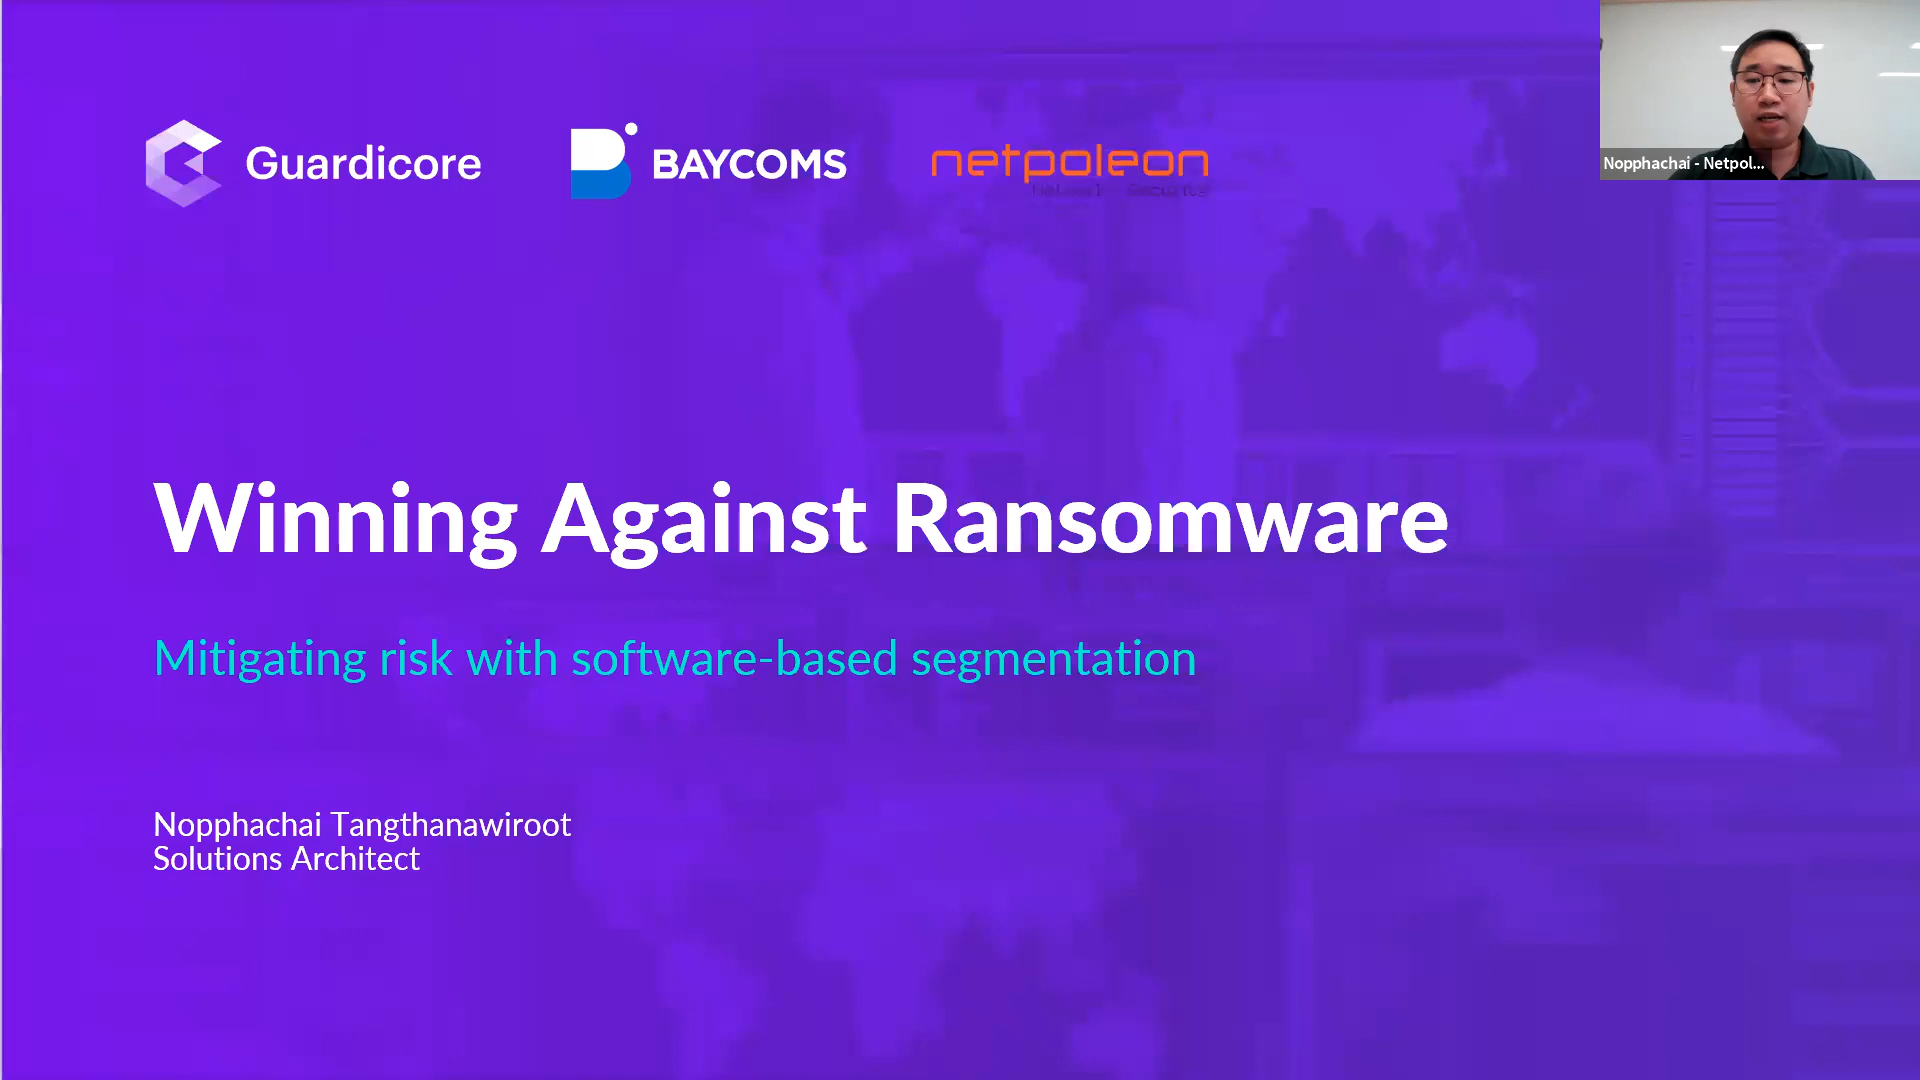 Guardicore
BAYCOMS
netpoleon
Nopphachai - Netpol...
Winning Against Ransomware
Mitigating risk with software-based segmentation
Nopphachai Tangthanawiroot
Solutions Architect